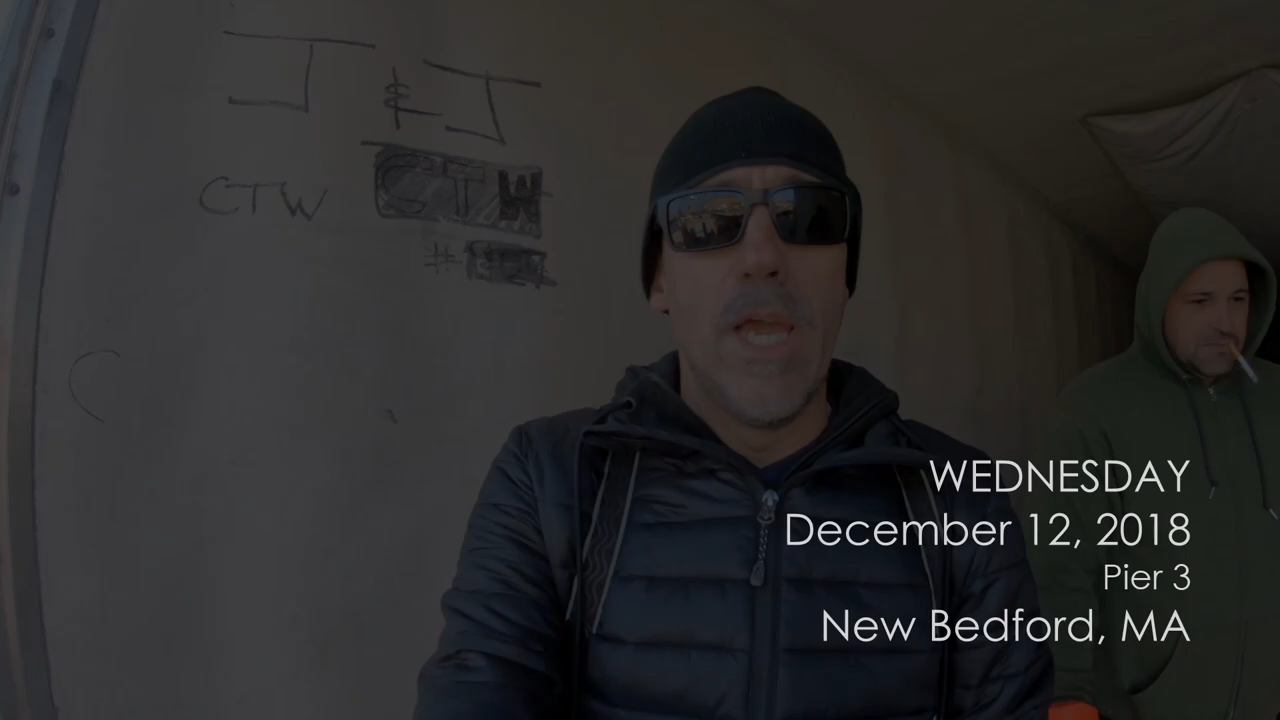 J & J
CTW CTW
#
WEDNESDAY
December 12, 2018
Pier 3
New Bedford, MA